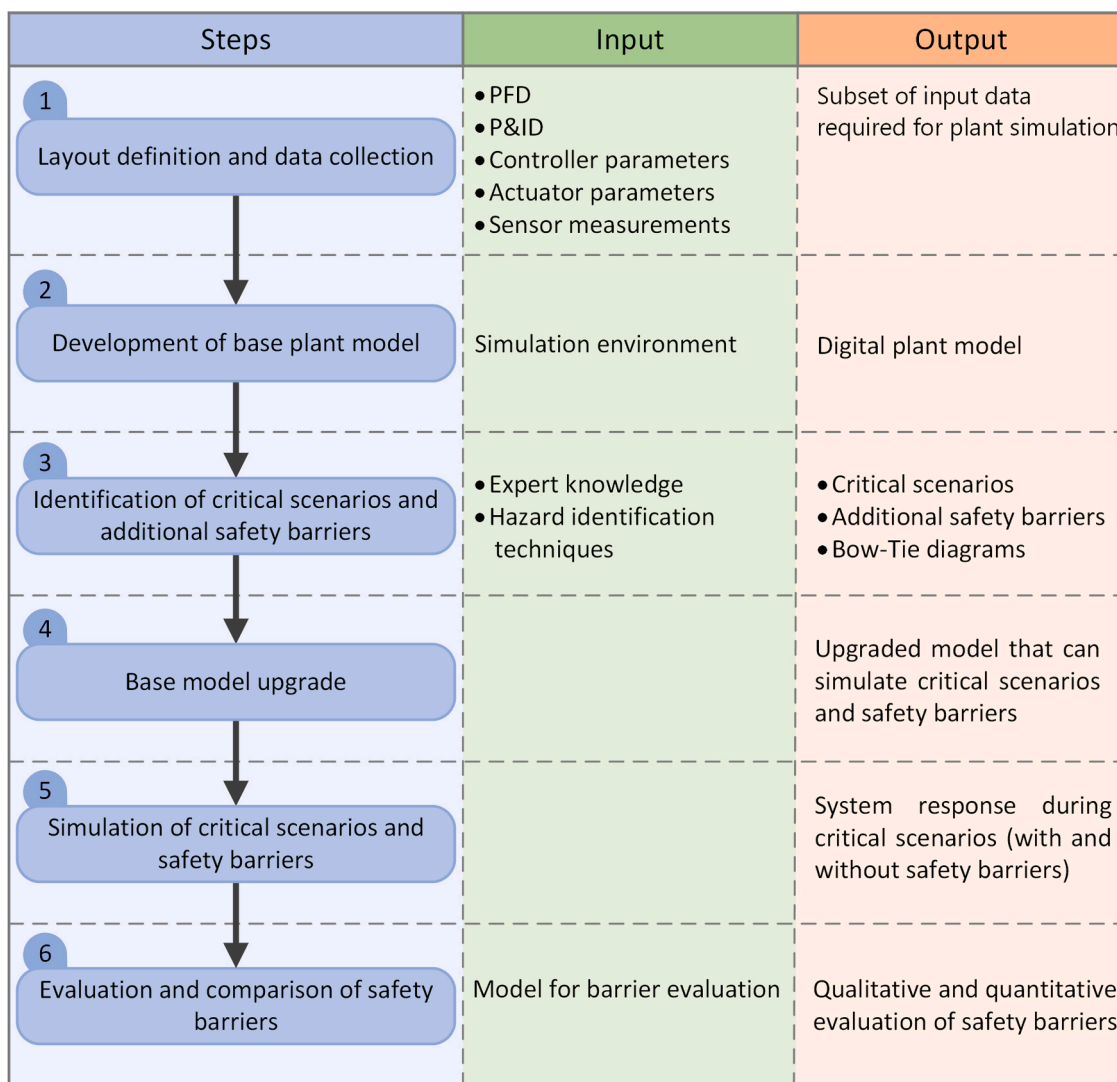 Steps
Input
Output
1
Layout definition and data collection
• PFD
• P&ID
• Controller parameters
• Actuator parameters
• Sensor measurements
Subset of input data
required for plant simulation
2
Development of base plant model
Simulation environment
Digital plant model
3
Identification of critical scenarios and
additional safety barriers
• Expert knowledge
• Hazard identification
techniques
• Critical scenarios
• Additional safety barriers
• Bow-Tie diagrams
4
Base model upgrade
Upgraded model that can
simulate critical scenarios
and safety barriers
5
Simulation of critical scenarios and
safety barriers
System response during
critical scenarios (with and
without safety barriers)
6
Evaluation and comparison of safety
barriers
Model for barrier evaluation
Qualitative and quantitative
evaluation of safety barriers